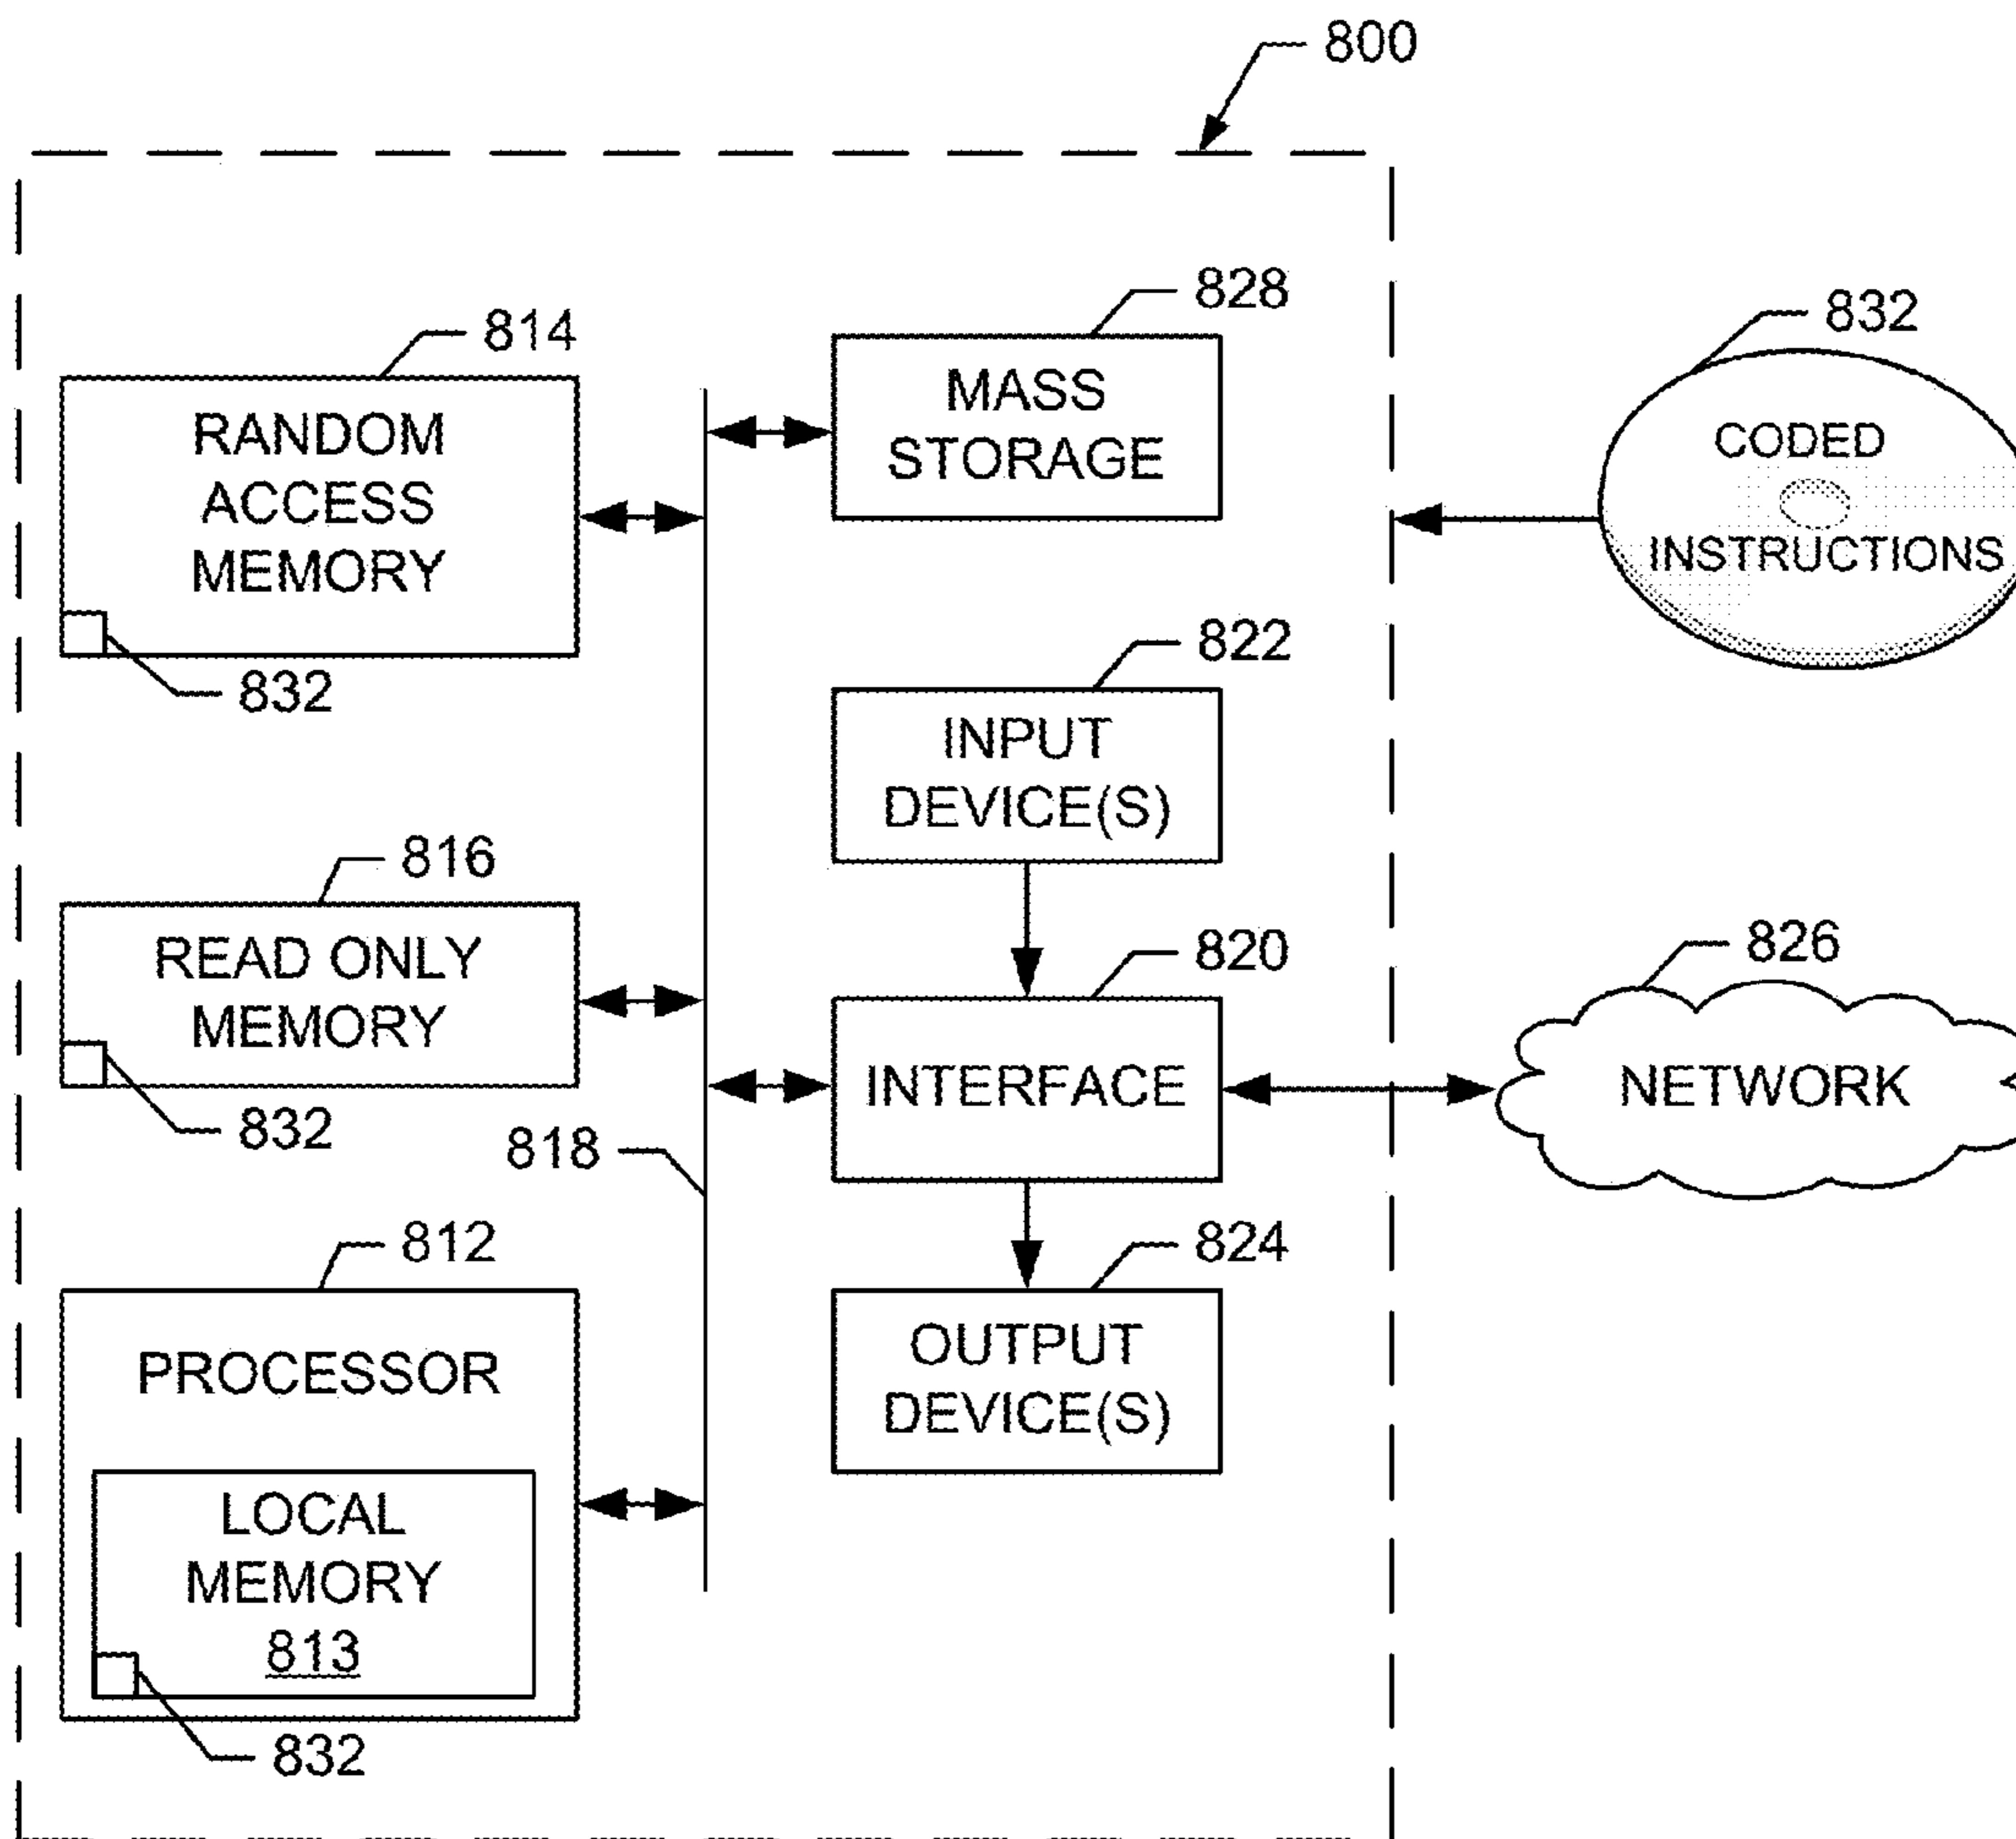 800
828
814
832
MASS
STORAGE
RANDOM
ACCESS
MEMORY
CODED
INSTRUCTIONS
832
822
INPUT
DEVICE(S)
816
READ ONLY
MEMORY
832
820
826
INTERFACE
NETWORK
818
812
824
PROCESSOR
OUTPUT
DEVICE(S)
LOCAL
MEMORY
813
832